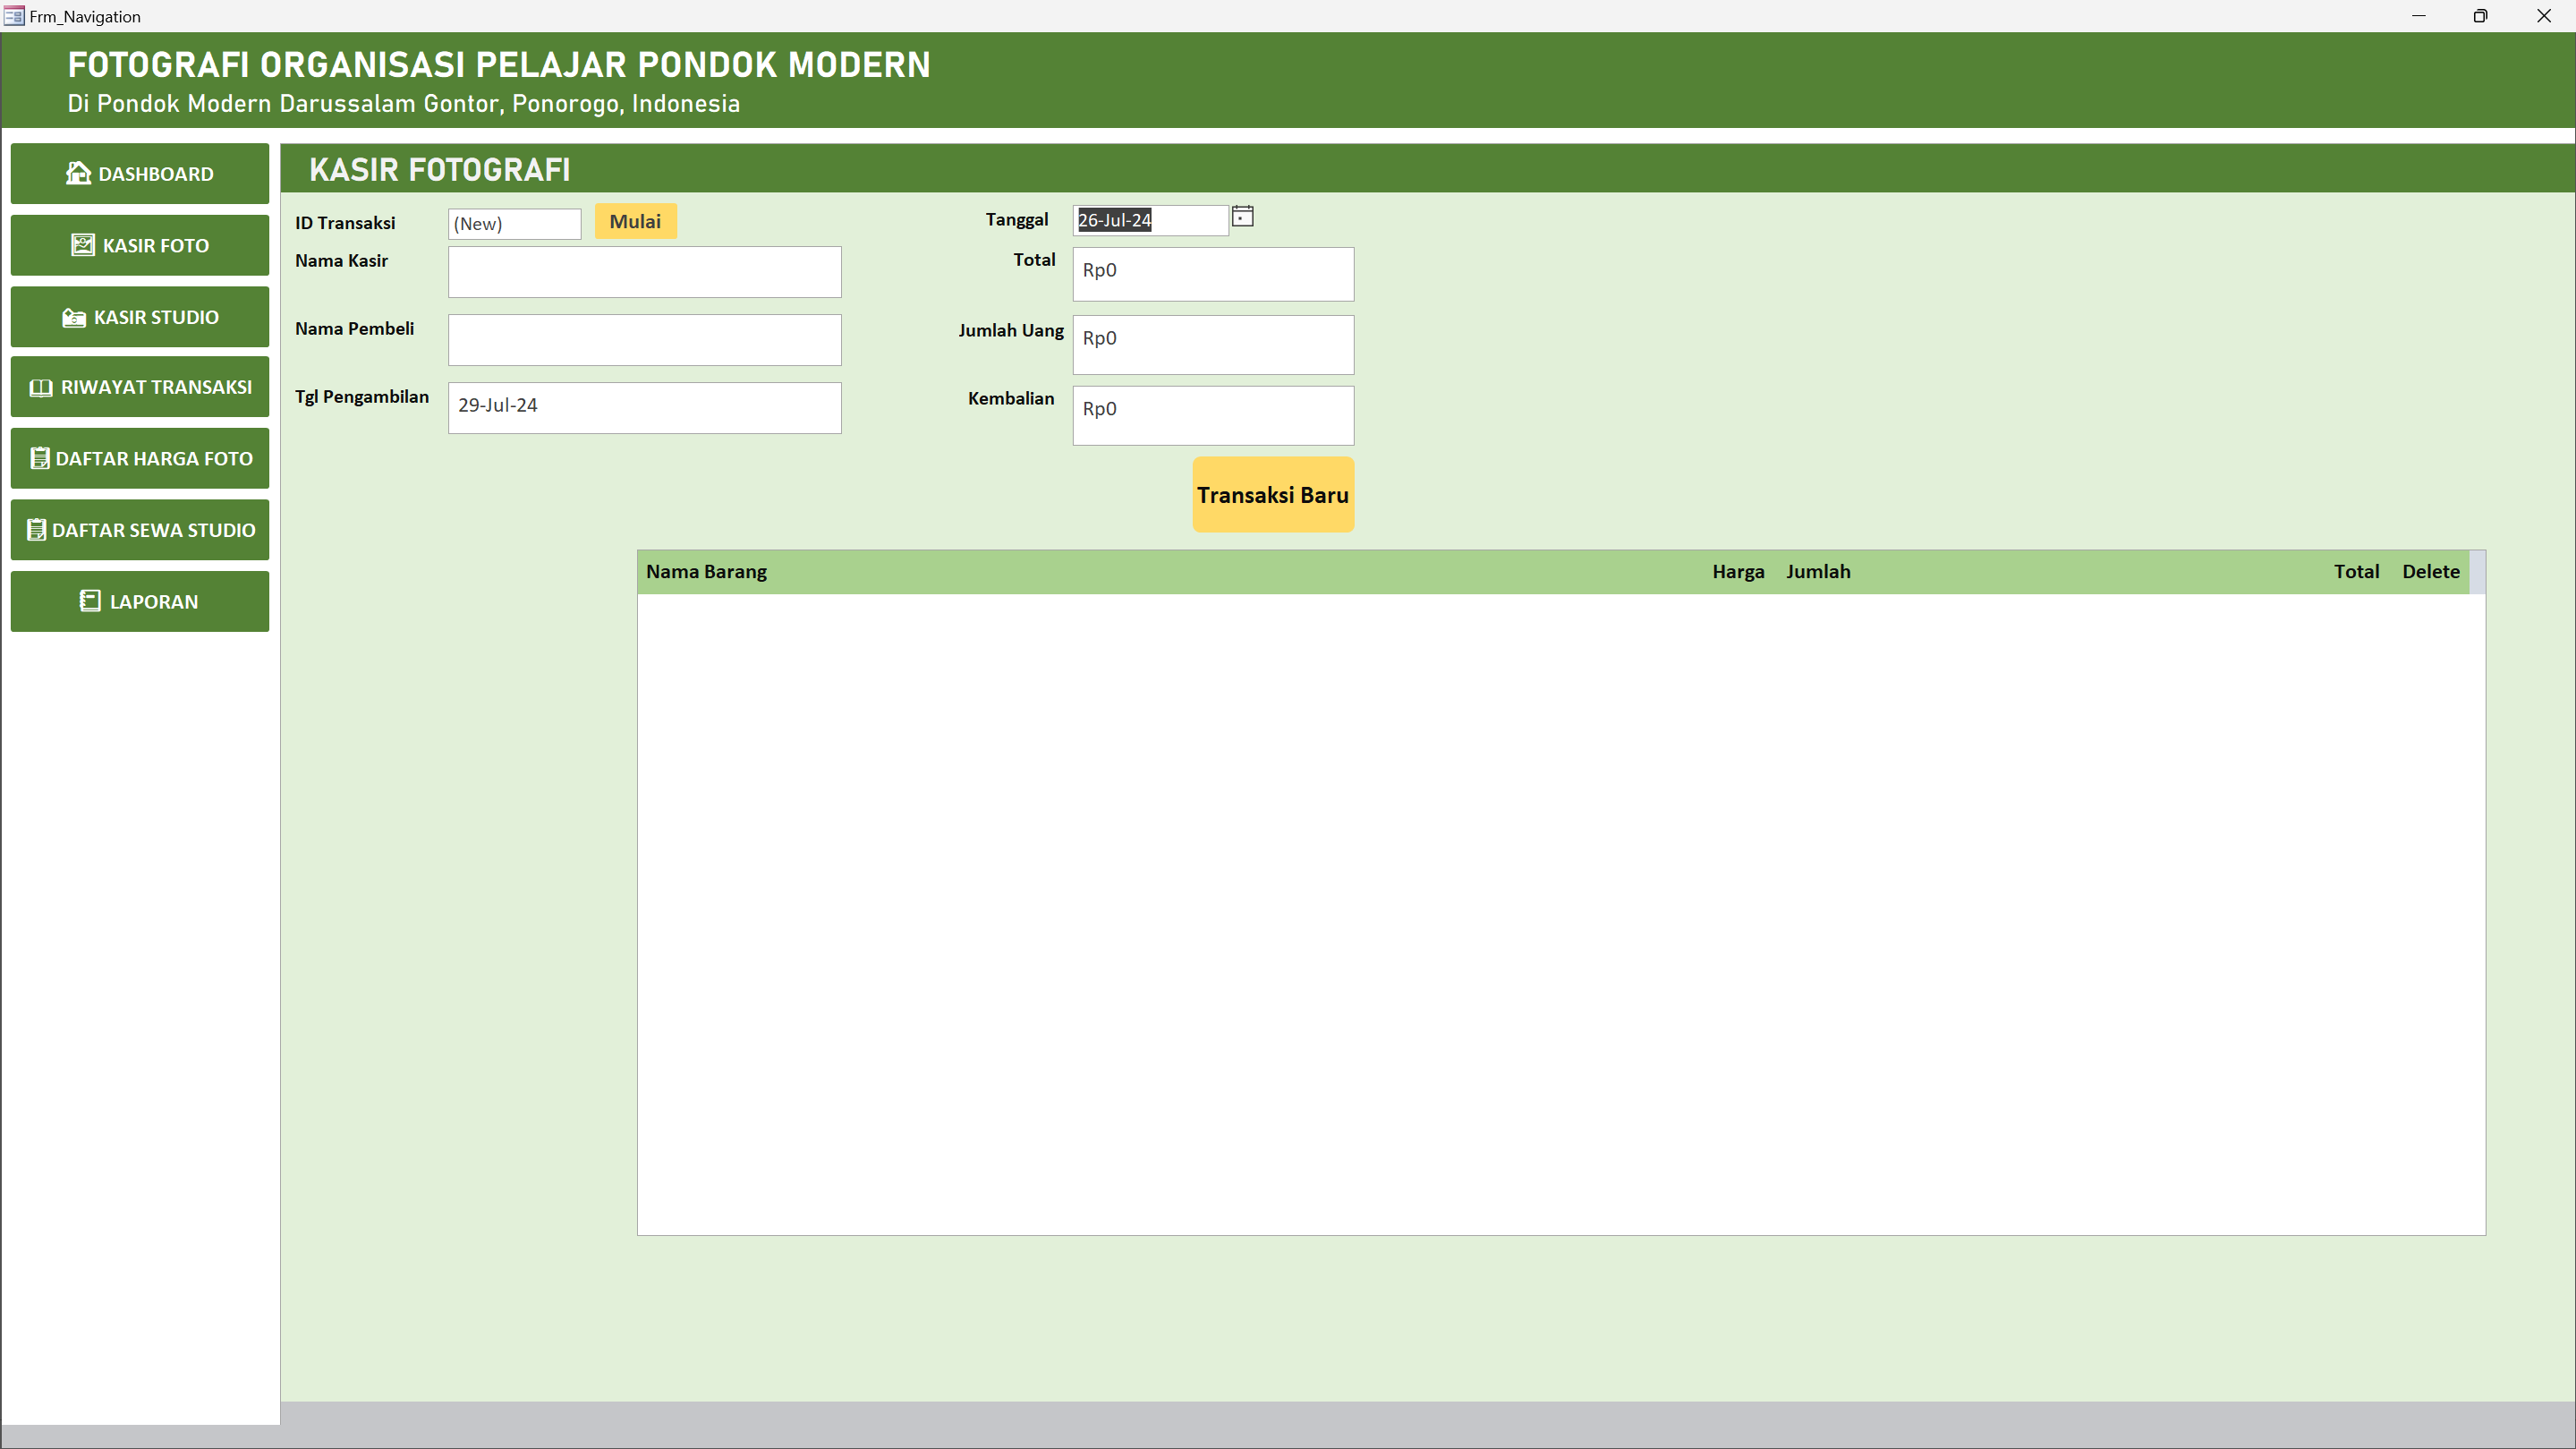 Frm_Navigation
FOTOGRAFI ORGANISASI PELAJAR PONDOK MODERN
Di Pondok Modern Darussalam Gontor, Ponorogo, Indonesia
DASHBOARD
KASIR FOTO
KASIR STUDIO
RIWAYAT TRANSAKSI
DAFTAR HARGA FOTO
DAFTAR SEWA STUDIO
LAPORAN
KASIR FOTOGRAFI
ID Transaksi (New) Mulai
Nama Kasir
Nama Pembeli
Tgl Pengambilan 29-Jul-24
Tanggal 26-Jul-24
Total Rp0
Jumlah Uang Rp0
Kembalian Rp0
Transaksi Baru
Nama Barang Harga Jumlah Total Delete